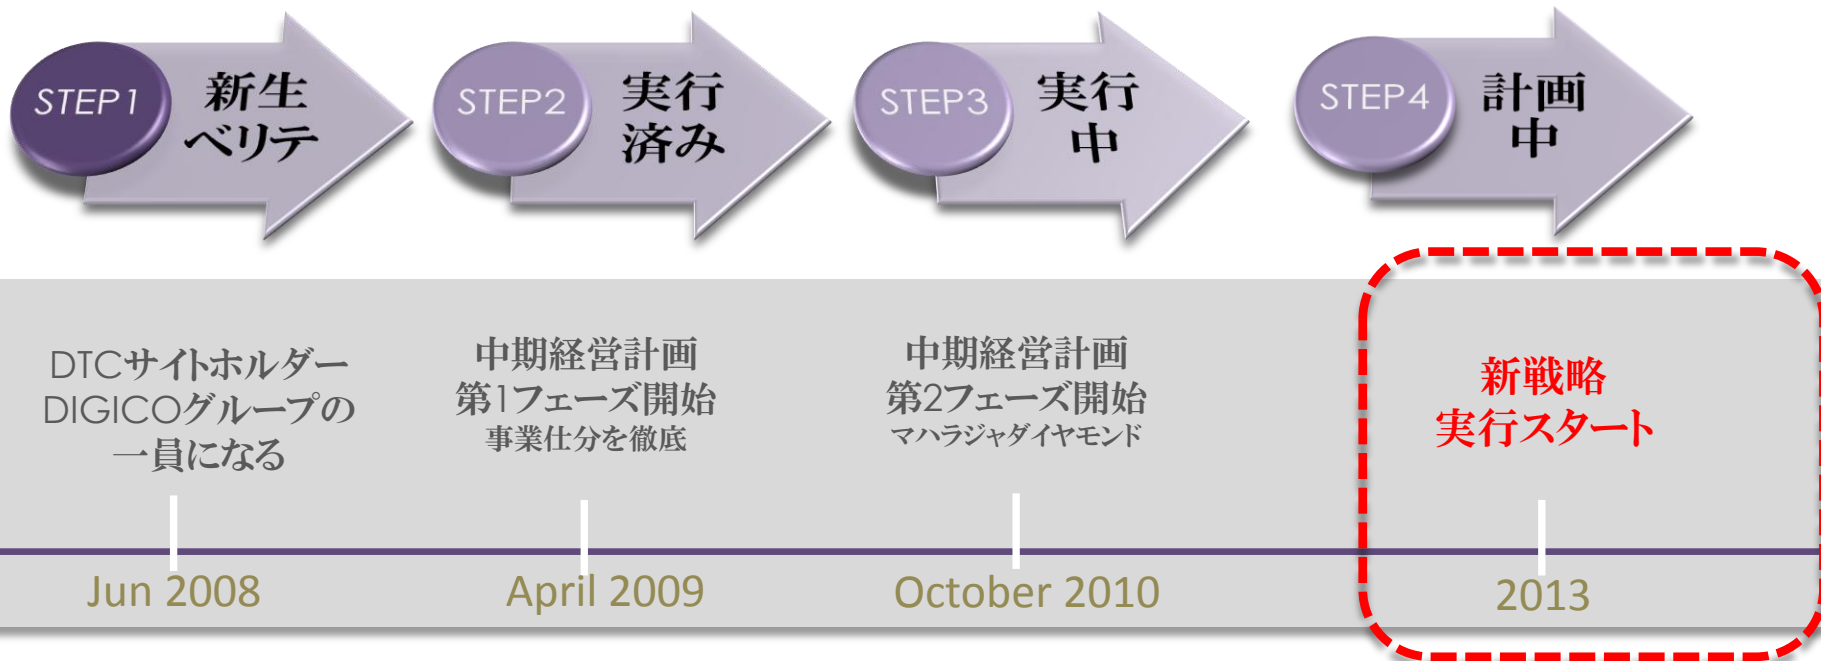 STEP1
新生
ベリテ
STEP2
実行
済み
STEP3
実行
中
STEP4
計画
中
DTCサイトホルダー
DIGICOグループの
一員になる
中期経営計画
第1フェーズ開始
事業仕分を徹底
中期経営計画
第2フェーズ開始
マハラジャダイヤモンド
新戦略
実行スタート
Jun 2008
April 2009
October 2010
2013